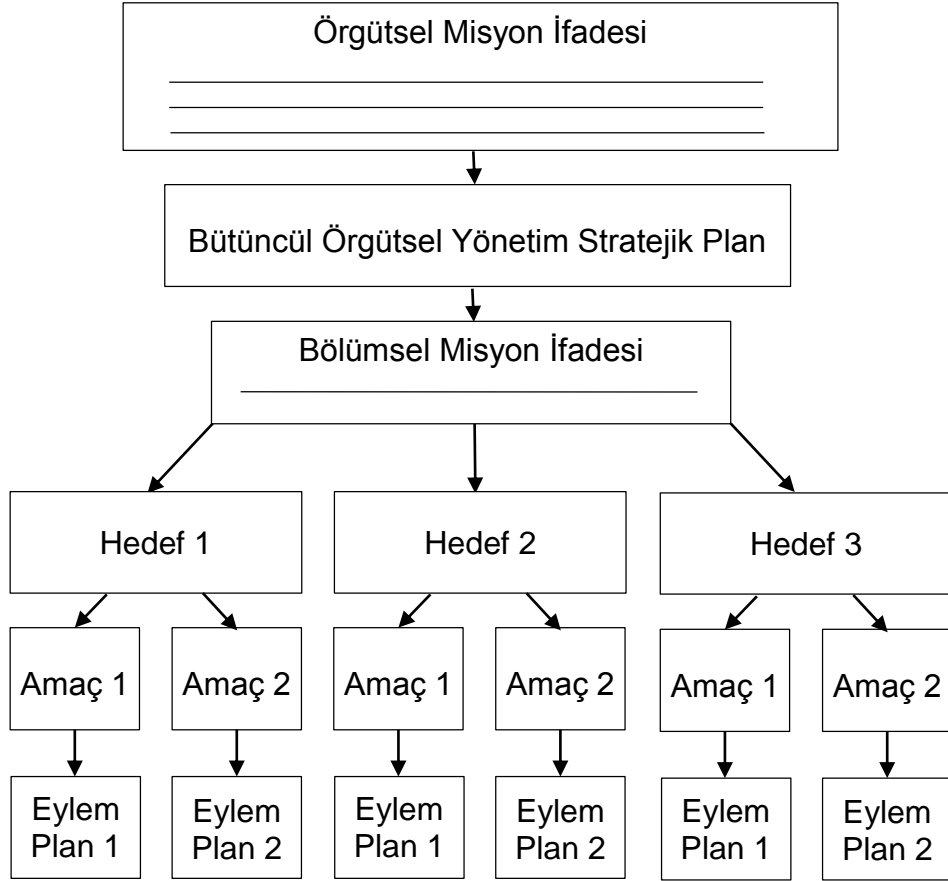 Örgütsel Misyon İfadesi
Bütüncül Örgütsel Yönetim Stratejik Plan
Bölümsel Misyon İfadesi
Hedef 1
Hedef 2
Hedef 3
Amaç 1
Amaç 2
Amaç 1
Amaç 2
Amaç 1
Amaç 2
Eylem
Plan 1
Eylem
Plan 2
Eylem
Plan 1
Eylem
Plan 2
Eylem
Plan 1
Eylem
Plan 2